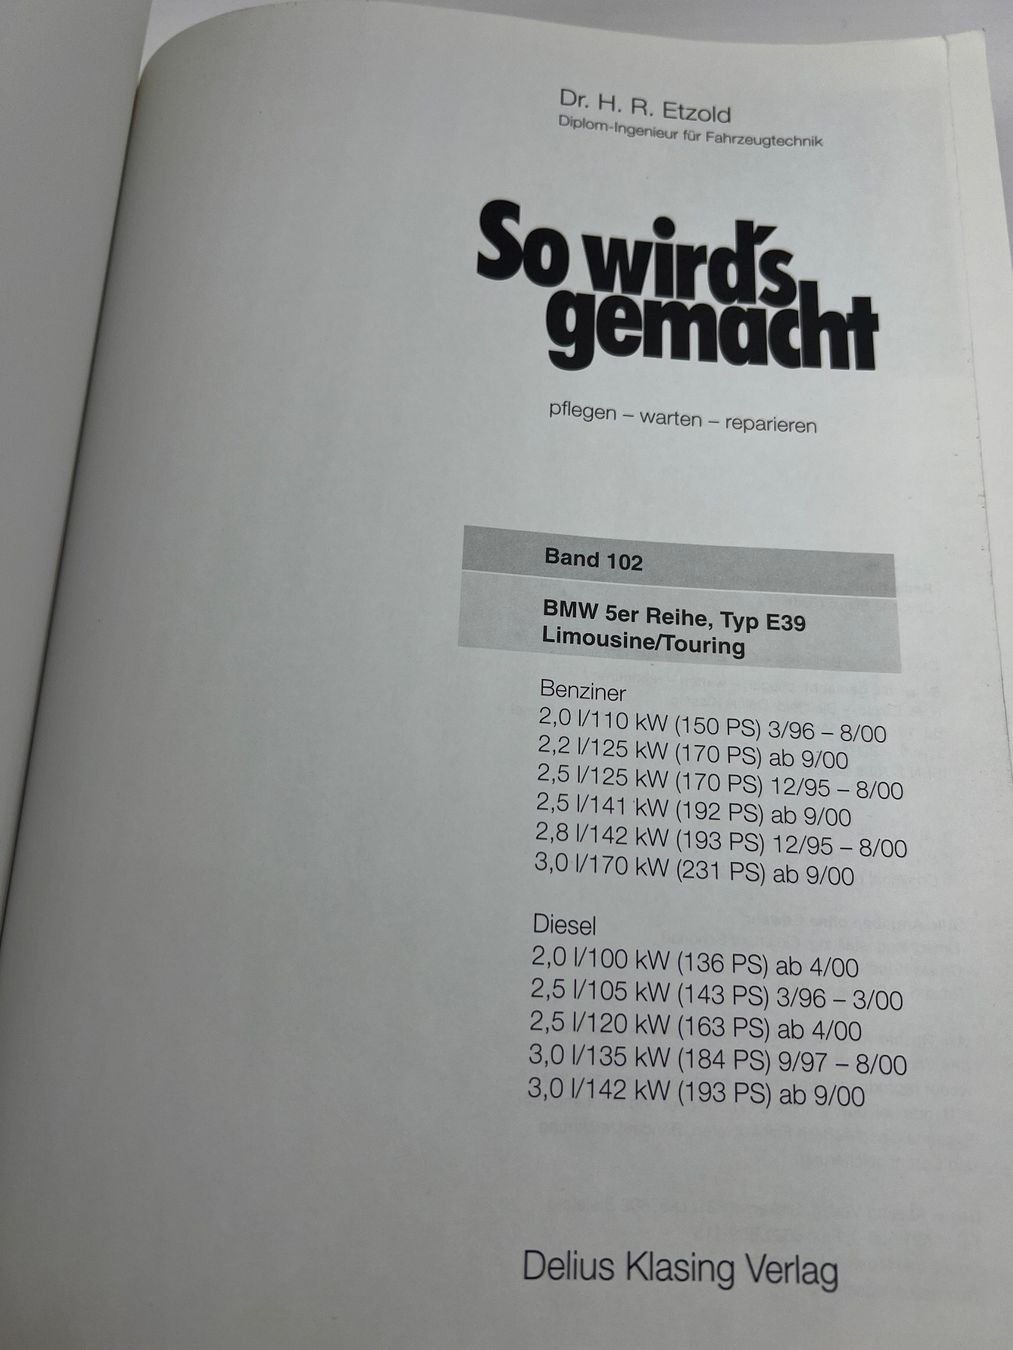 Dr. H. R. Etzold
Diplom-Ingenieur für Fahrzeugtechnik
So wird's
gemacht
pflegen – warten – reparieren
Band 102
BMW 5er Reihe, Typ E39
Limousine/Touring
Benziner
2,0 l/110 kW (150 PS) 3/96 – 8/00
2,2 l/125 kW (170 PS) ab 9/00
2,5 l/125 kW (170 PS) 12/95 – 8/00
2,5 l/141 kW (192 PS) ab 9/00
2,8 l/142 kW (193 PS) 12/95 – 8/00
3,0 l/170 kW (231 PS) ab 9/00
Diesel
2,0 l/100 kW (136 PS) ab 4/00
2,5 l/105 kW (143 PS) 3/96 – 3/00
2,5 l/120 kW (163 PS) ab 4/00
3,0 l/135 kW (184 PS) 9/97 – 8/00
3,0 l/142 kW (193 PS) ab 9/00
Delius Klasing Verlag